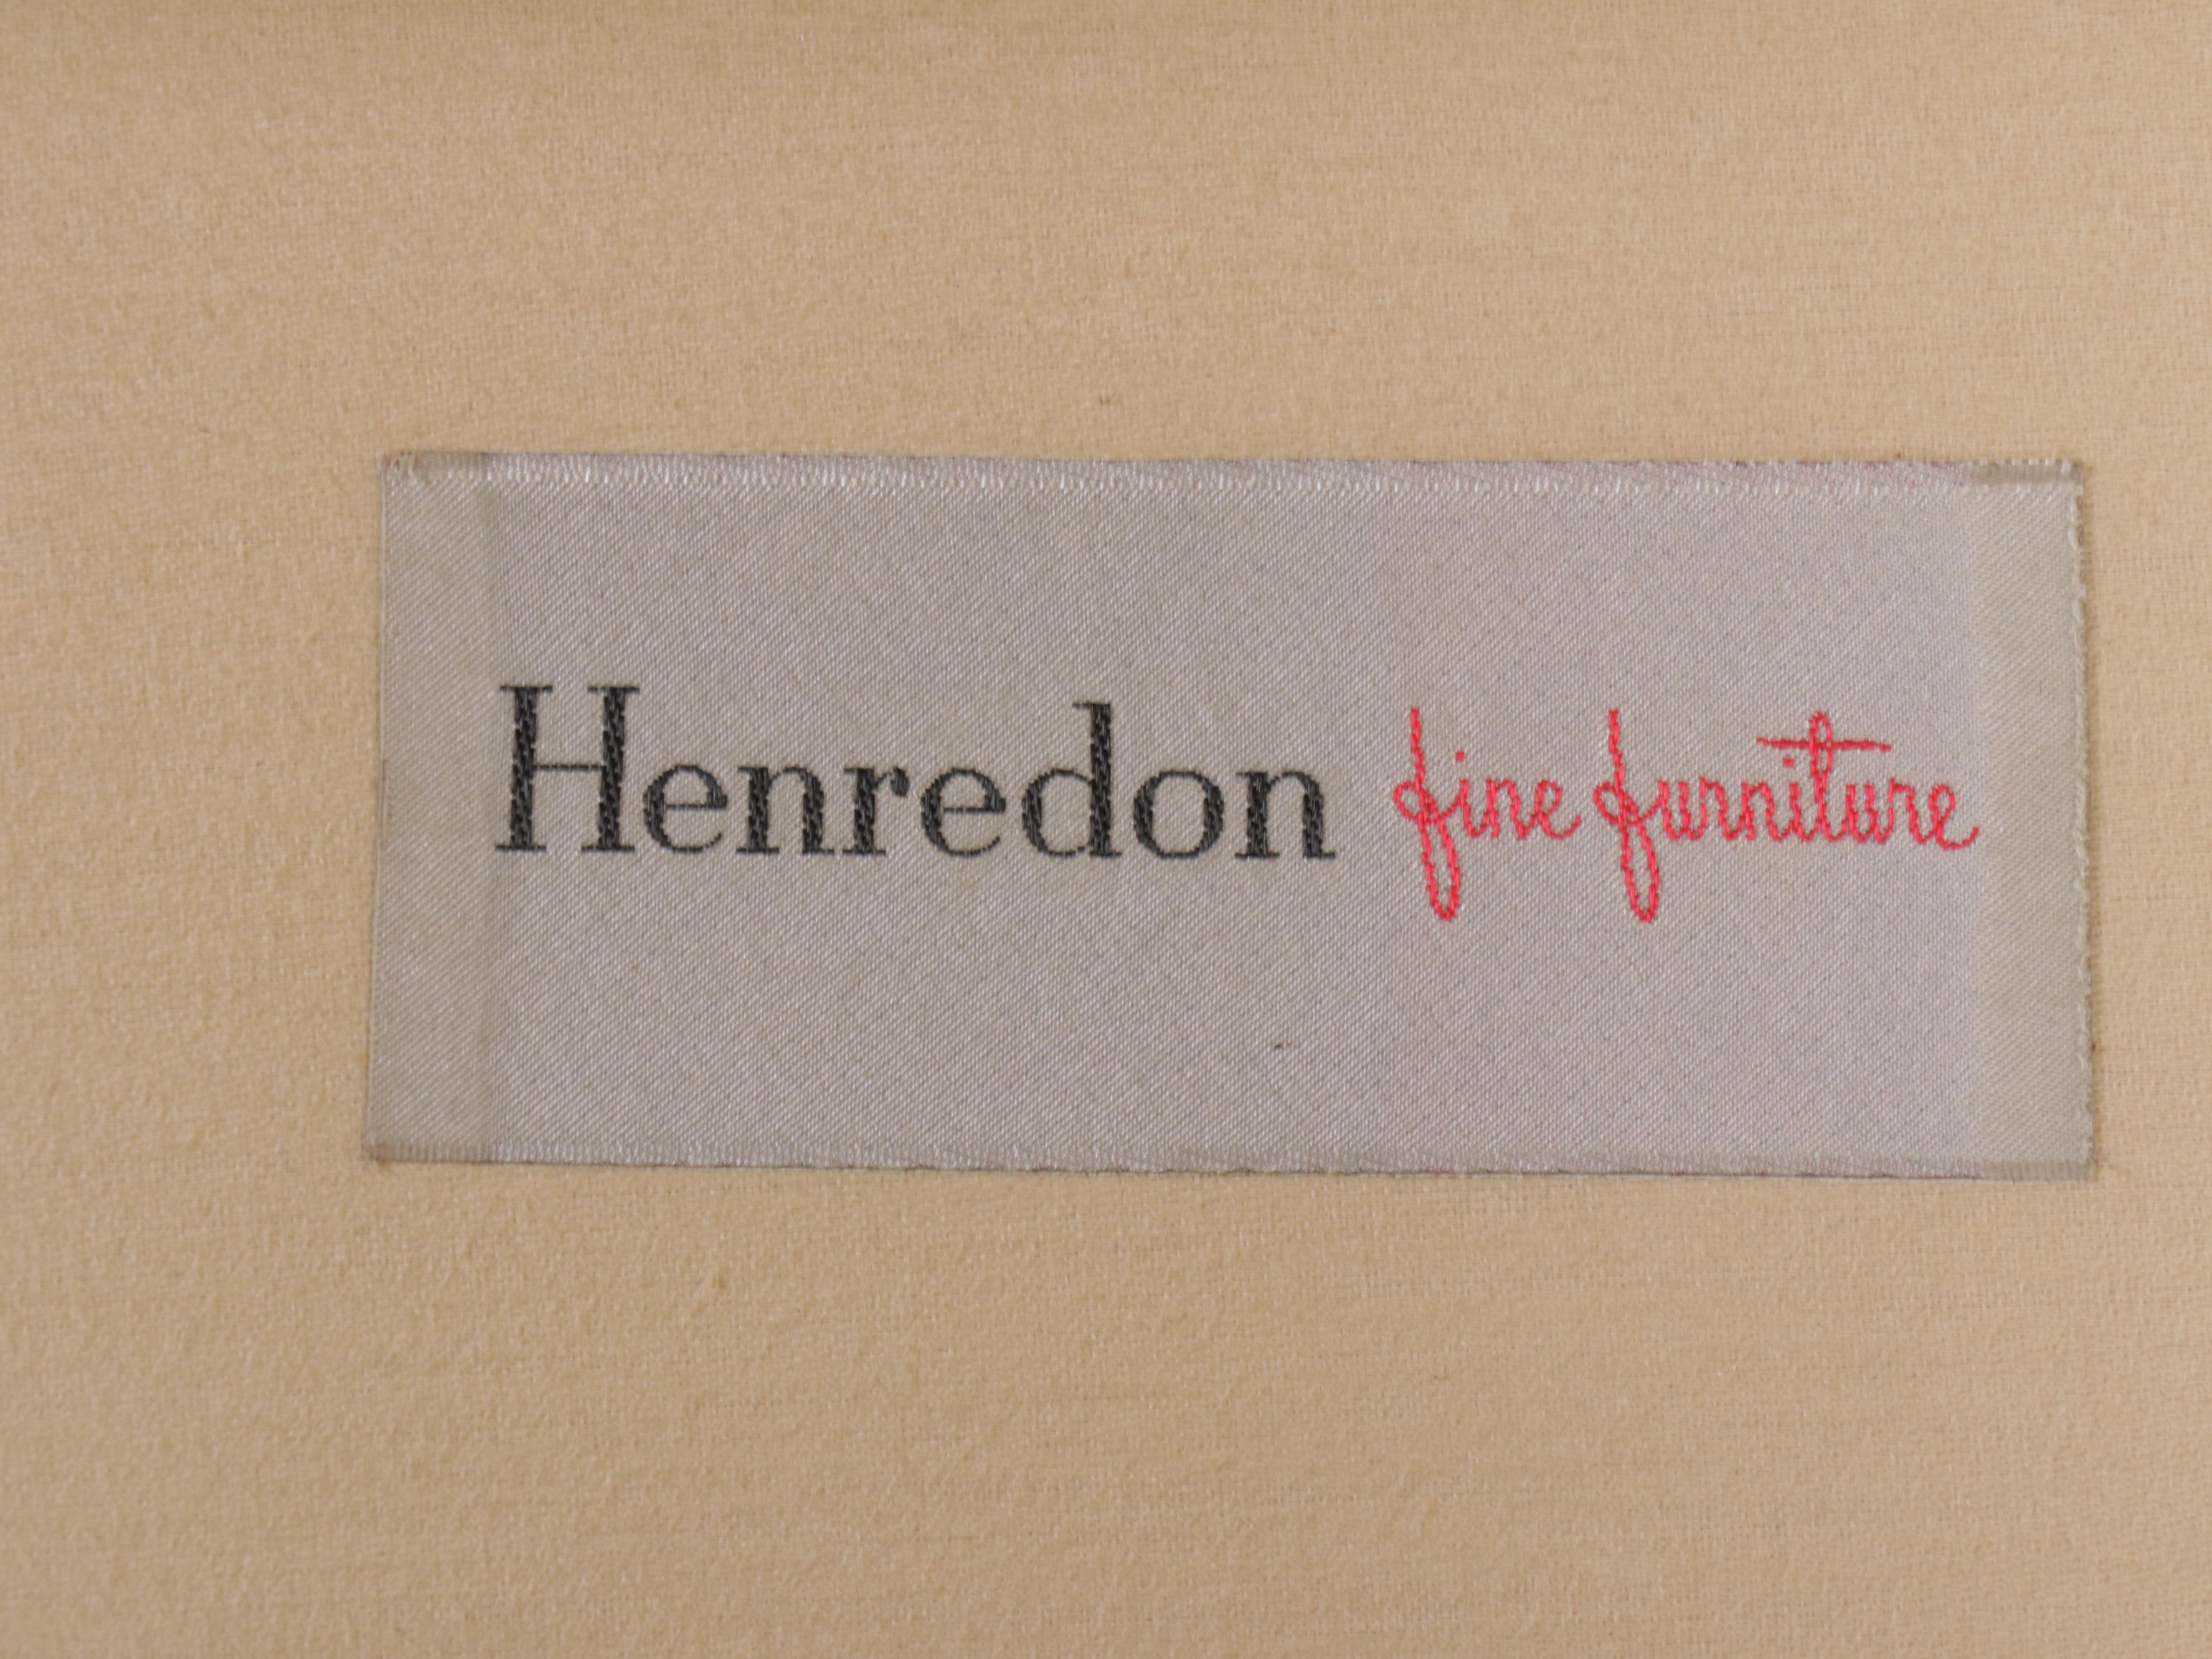 Henredon fine furniture